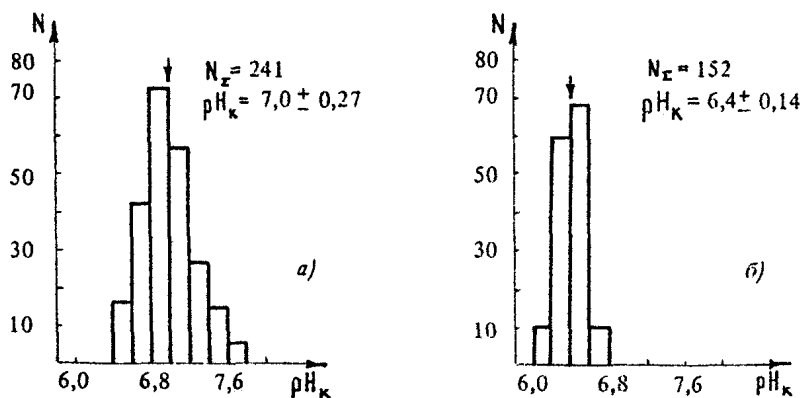 N
80
70
50
30
10
N_Σ = 241
pH_к = 7,0 ± 0,27
а)
6,0 6,8 7,6 pH_к
N
80
70
50
30
10
N_Σ = 152
pH_к = 6,4 ± 0,14
б)
6,0 6,8 7,6 pH_к